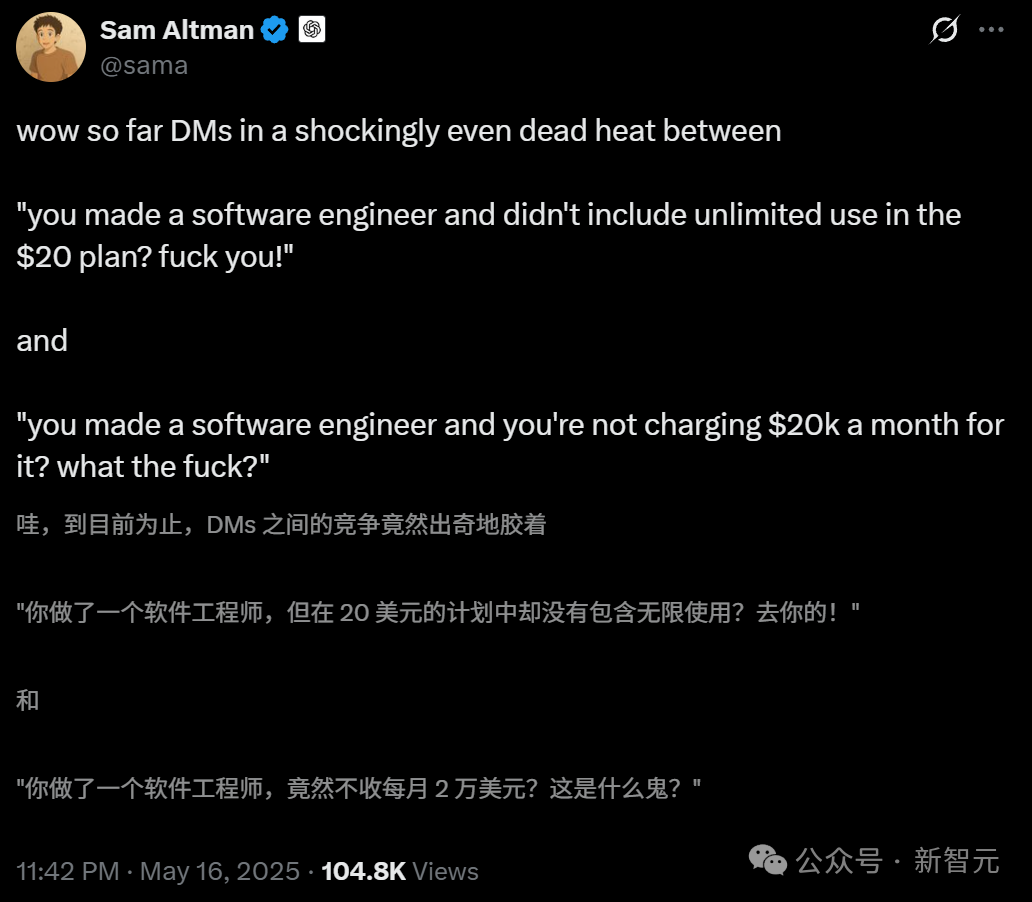 Sam Altman
@sama
wow so far DMs in a shockingly even dead heat between
"you made a software engineer and didn't include unlimited use in the
$20 plan? fuck you!"
and
"you made a software engineer and you're not charging $20k a month for
it? what the fuck?"
哇，到目前为止，DMs 之间的竞争竟然出奇地胶着
"你做了一个软件工程师，但在 20 美元的计划中却没有包含无限使用？去你的！"
和
"你做了一个软件工程师，竟然不收每月 2 万美元？这是什么鬼？"
11:42 PM · May 16, 2025 · 104.8K Views
公众号 · 新智元